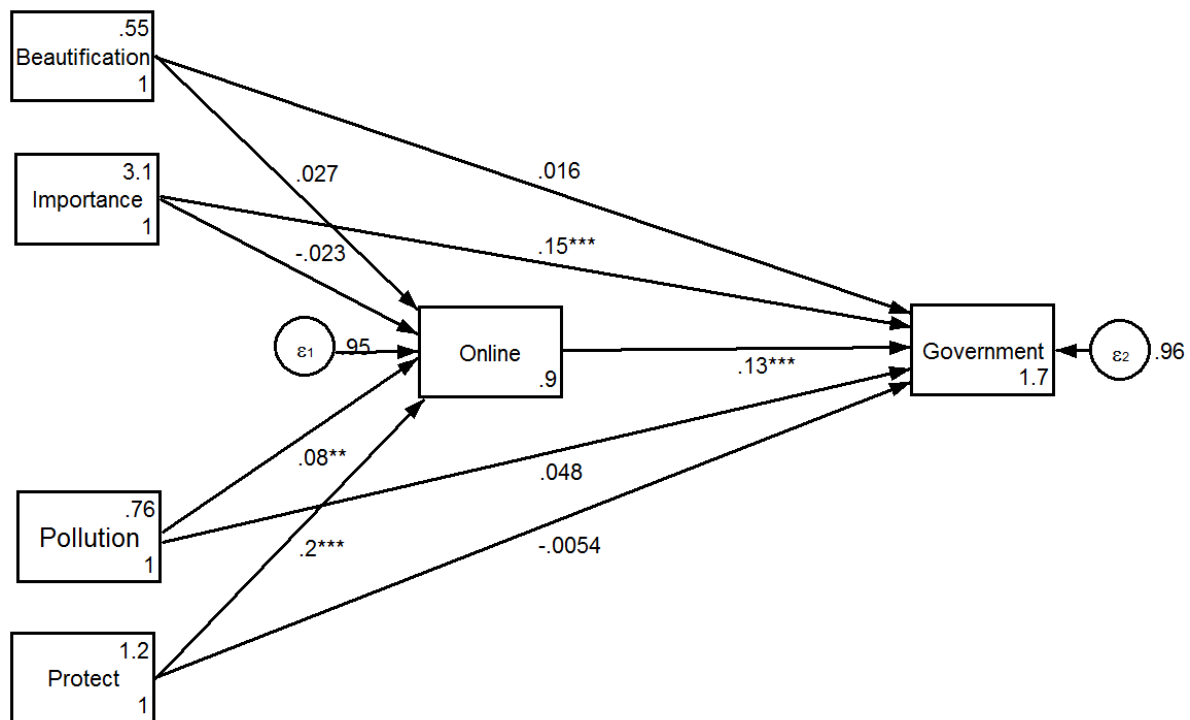 .55
Beautification
1
3.1
Importance
1
.027
.016
-.023
.15***
ε1
.95
Online
.9
.13***
Government
1.7
ε2
.96
.08**
.048
.76
Pollution
1
.2***
-.0054
1.2
Protect
1